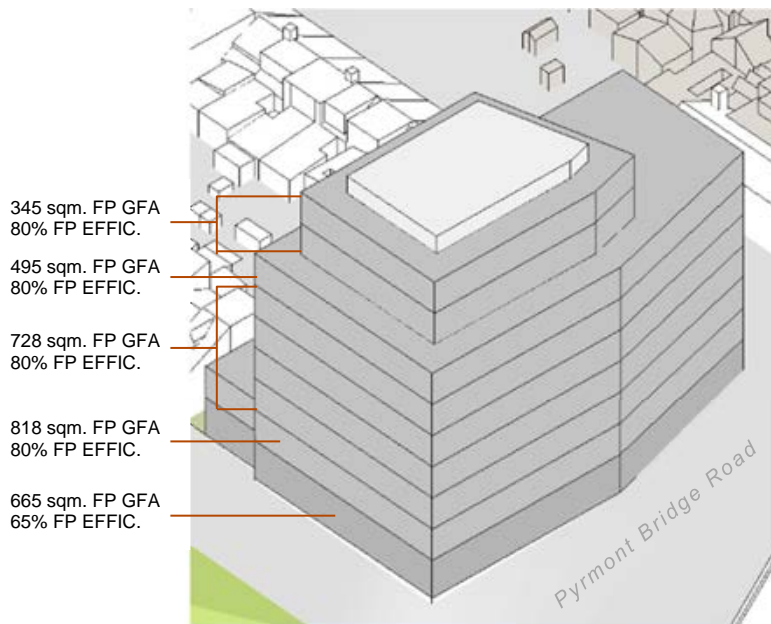 345 sqm. FP GFA
80% FP EFFIC.
495 sqm. FP GFA
80% FP EFFIC.
728 sqm. FP GFA
80% FP EFFIC.
818 sqm. FP GFA
80% FP EFFIC.
665 sqm. FP GFA
65% FP EFFIC.
Pyrmont Bridge Road